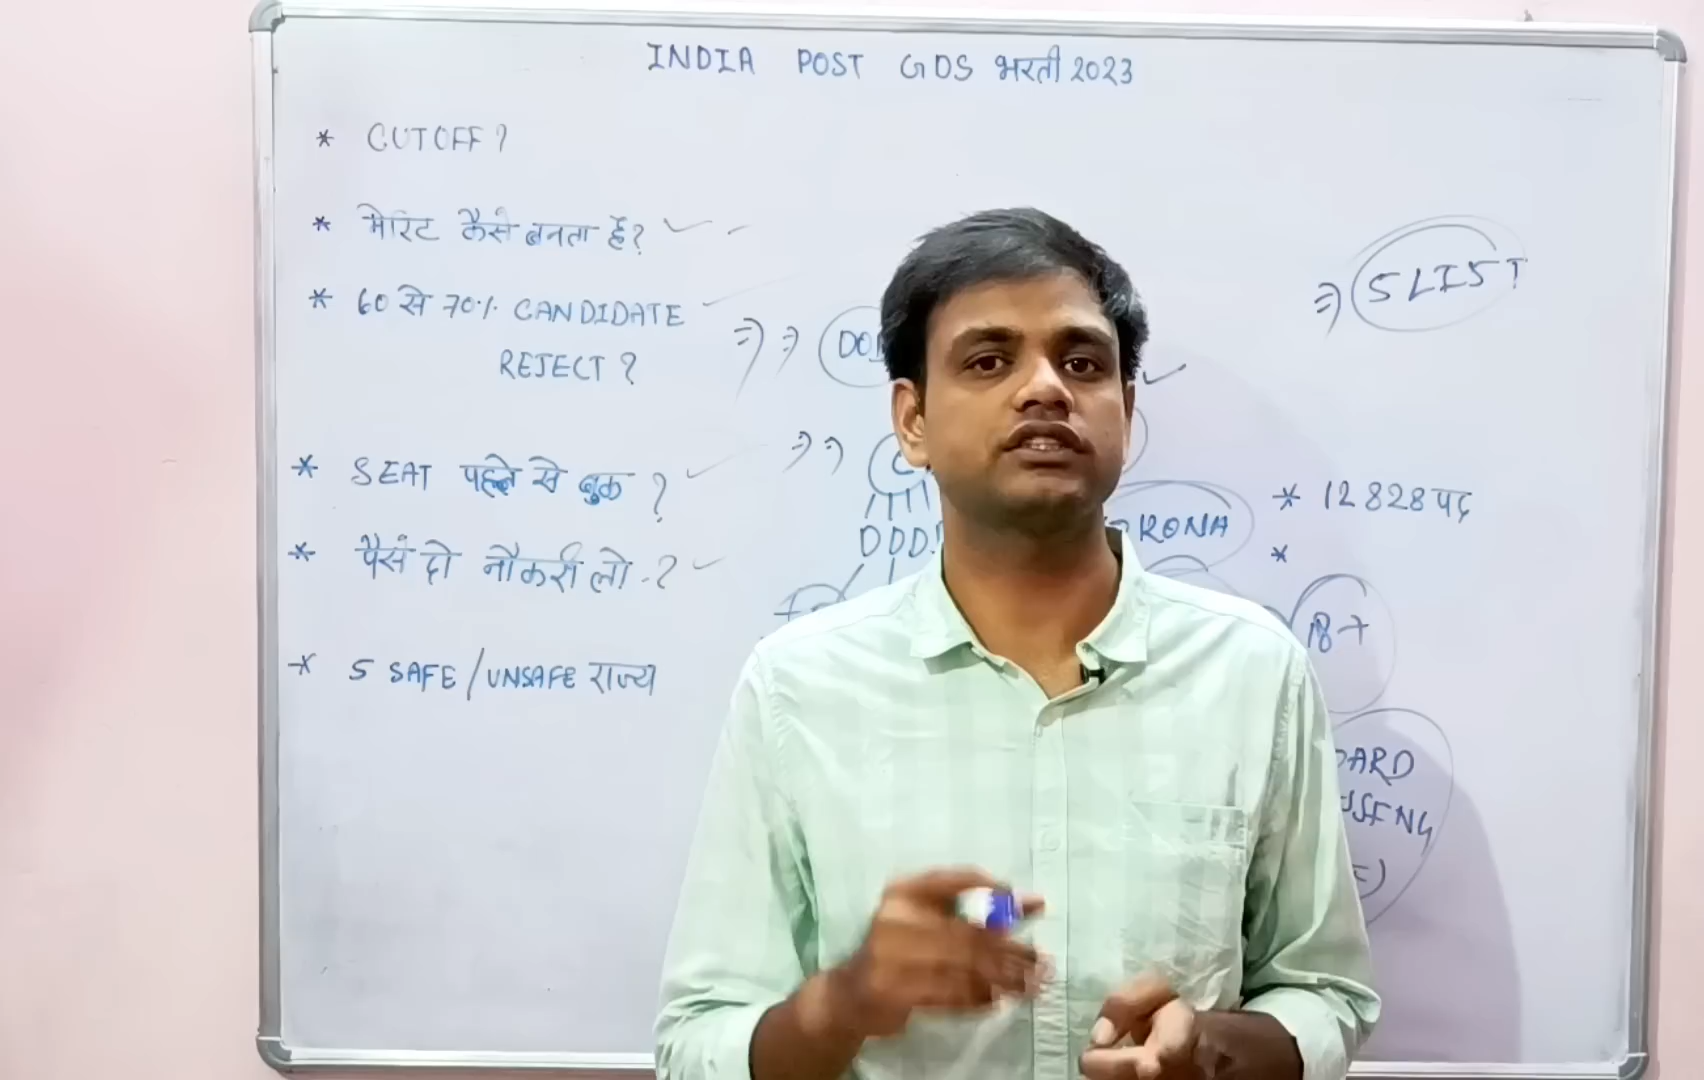 INDIA POST GDS भरती 2023
* CUTOFF ?
* मेरिट कैसे बनता है?
* 60 से 70% CANDIDATE
REJECT ?
* SEAT पहले से बुक ?
* पैसे दो नौकरी लो - ?
* 5 SAFE / UNSAFE राज्य
⇒ 5 LIST
* 12828 पद
*
KONA
18+